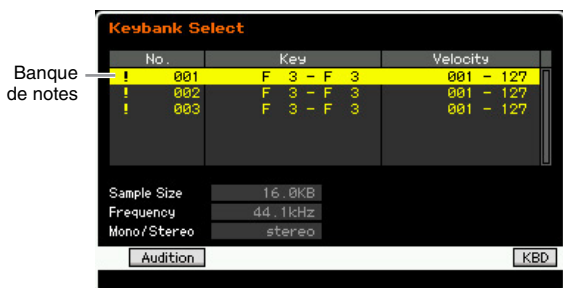 Keybank Select
No. Key Velocity
Banque de notes
! 001 F 3 – F 3 001 – 127
! 002 F 3 – F 3 001 – 127
! 003 F 3 – F 3 001 – 127
Sample Size 16.0KB
Frequency 44.1kHz
Mono/Stereo stereo
Audition KBD